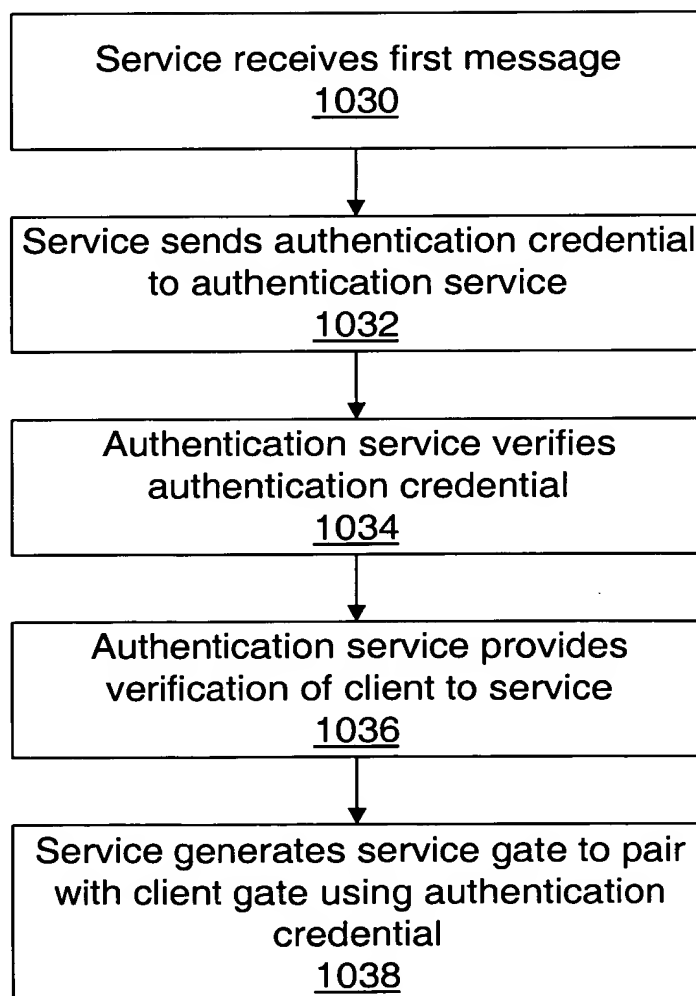 Service receives first message
1030
Service sends authentication credential
to authentication service
1032
Authentication service verifies
authentication credential
1034
Authentication service provides
verification of client to service
1036
Service generates service gate to pair
with client gate using authentication
credential
1038